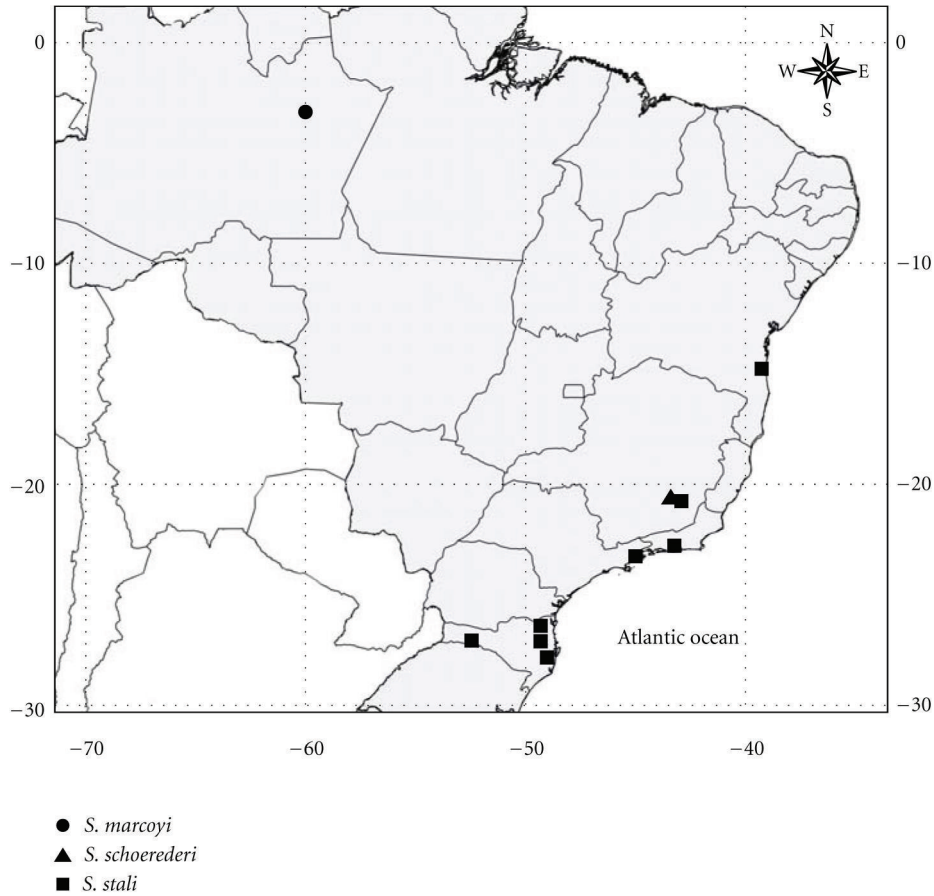 N
0
0
W
E
S
−10
−10
−20
−20
Atlantic ocean
−30
−30
−70
−60
−50
−40
S. marcoyi
S. schoerederi
S. stali